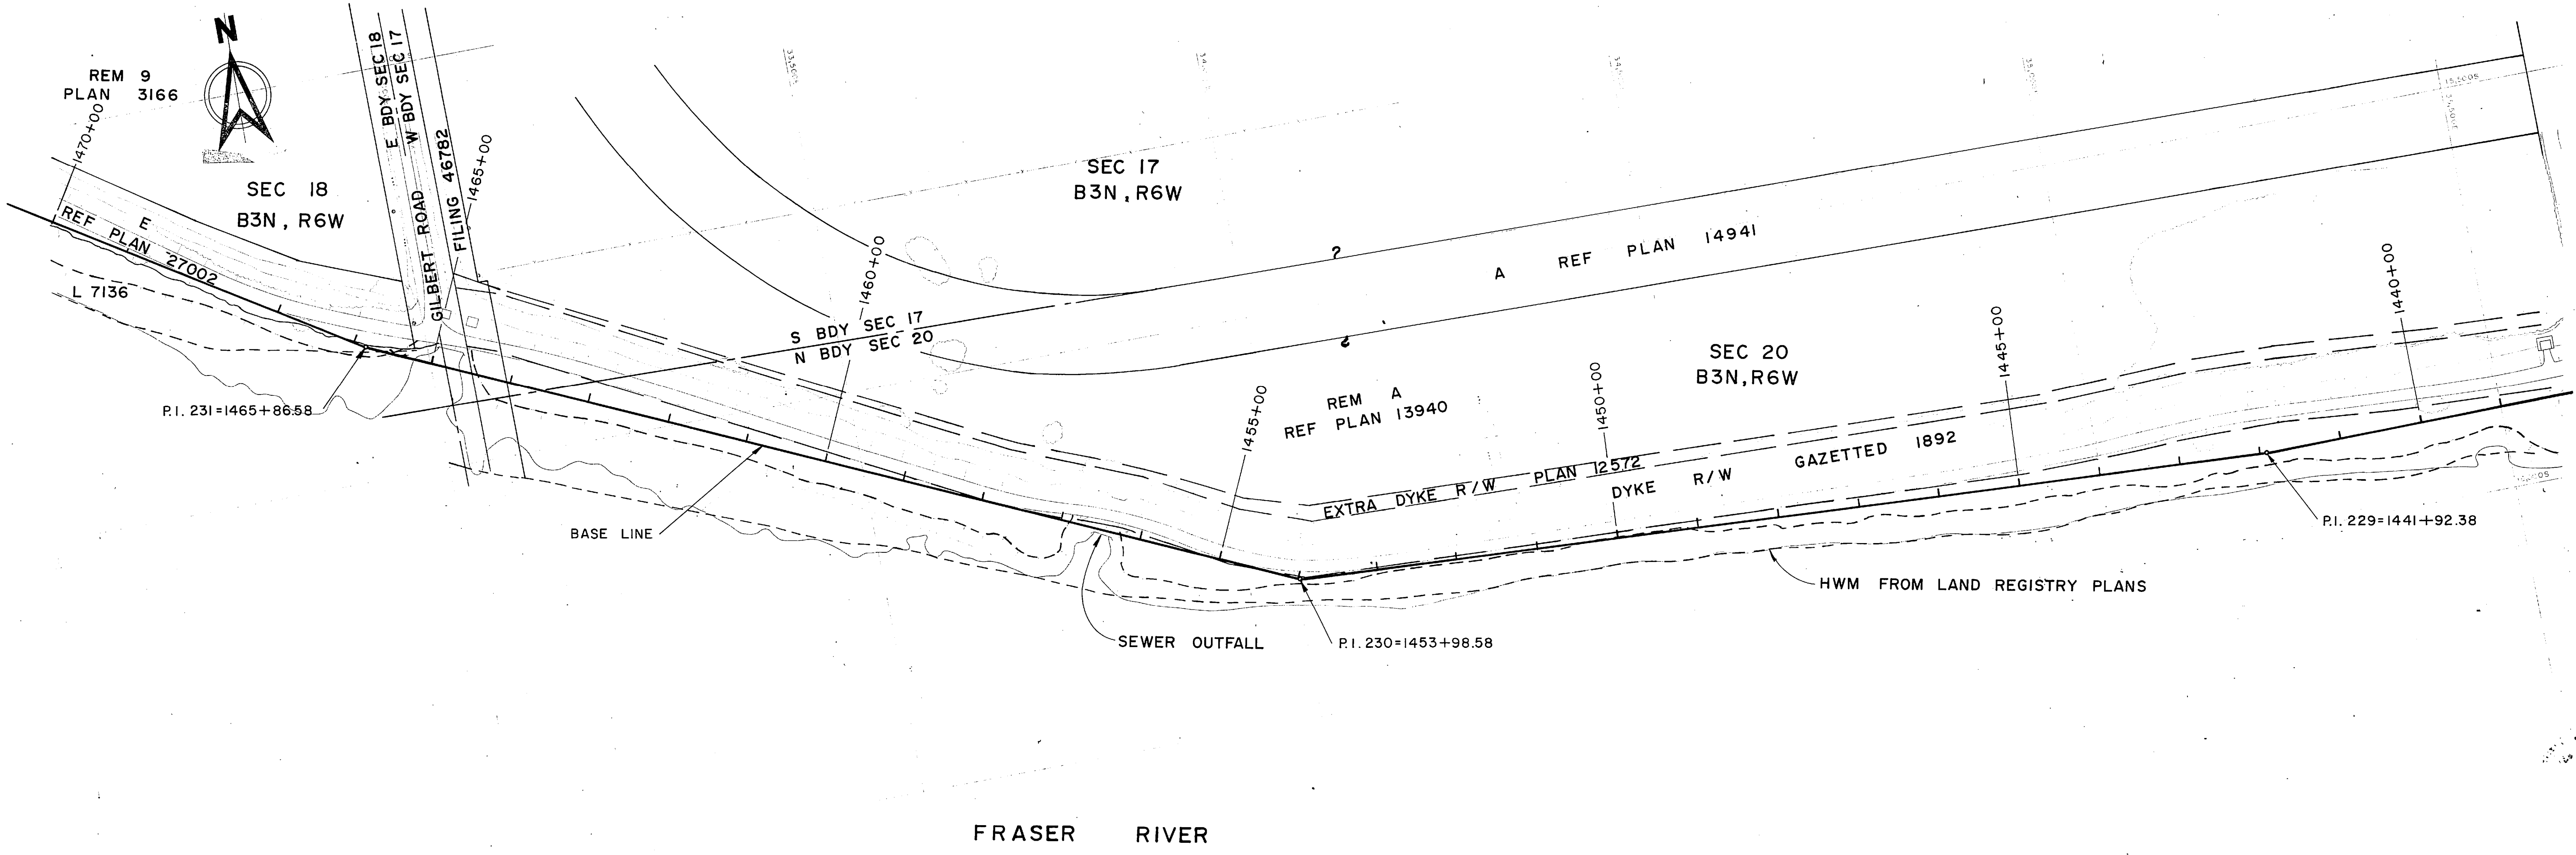 N
REM 9
PLAN 3166
1470+00
SEC 18
B3N, R6W
E BDY SEC 18
W BDY SEC 17
GILBERT ROAD
FILING 46782
1465+00
E
REF PLAN 27002
L 7136
P.I. 231=1465+86.58
SEC 17
B3N, R6W
1460+00
S BDY SEC 17
N BDY SEC 20
A REF PLAN 14941
15,500S
SEC 20
B3N, R6W
REM A
REF PLAN 13940
1455+00
1450+00
1445+00
1440+00
EXTRA DYKE R/W PLAN 12572
DYKE R/W GAZETTED 1892
BASE LINE
SEWER OUTFALL
P.I. 230=1453+98.58
P.I. 229=1441+92.38
HWM FROM LAND REGISTRY PLANS
FRASER RIVER